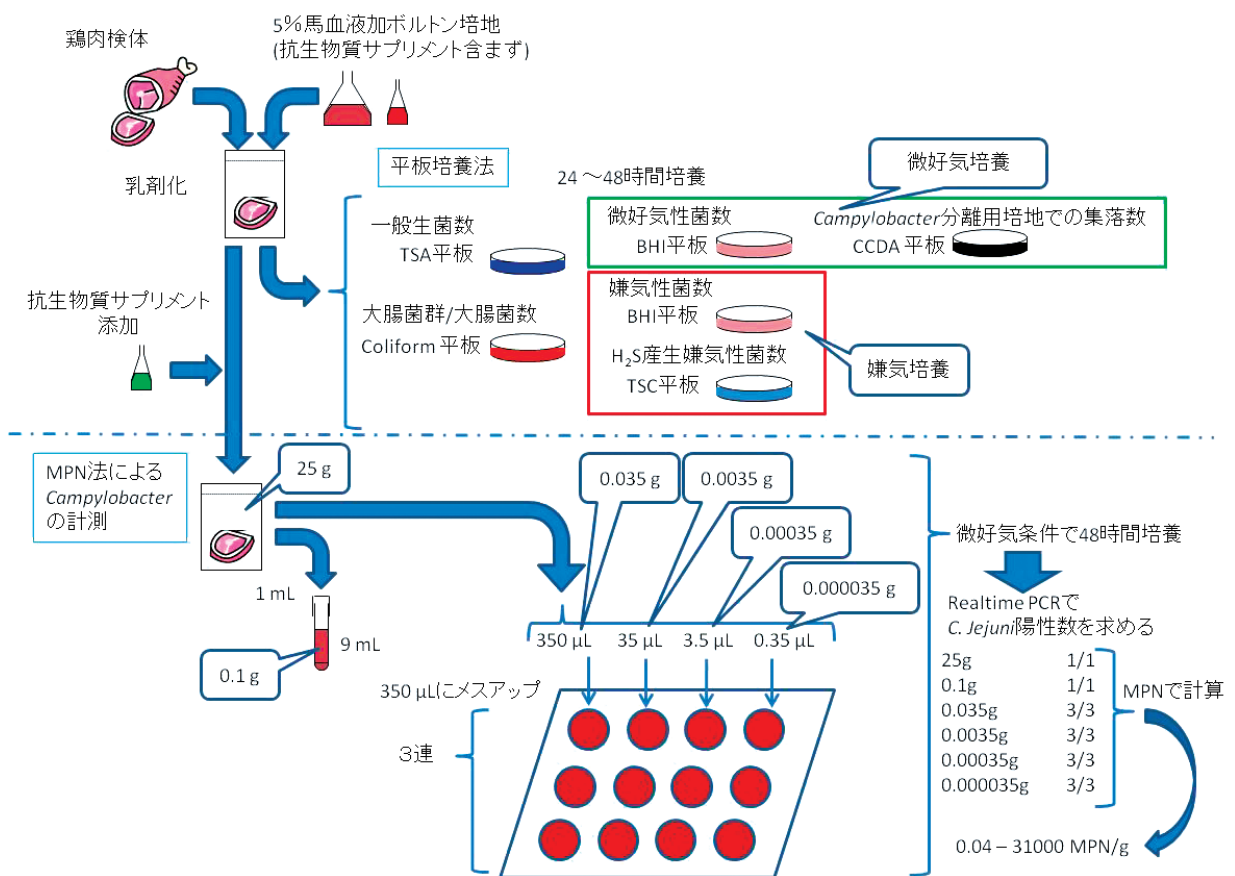 鶏肉検体
5%馬血液加ボルトン培地
(抗生物質サプリメント含まず)
乳剤化
平板培養法
24 ～48時間培養
微好気培養
一般生菌数
TSA平板
微好気性菌数
BHI平板
Campylobacter分離用培地での集落数
CCDA 平板
抗生物質サプリメント
添加
大腸菌群/大腸菌数
Coliform 平板
嫌気性菌数
BHI平板
H₂S産生嫌気性菌数
TSC平板
嫌気培養
MPN法による
Campylobacter
の計測
25 g
0.035 g
0.0035 g
0.00035 g
0.000035 g
1 mL
9 mL
0.1 g
350 µL
35 µL
3.5 µL
0.35 µL
350 µLにメスアップ
３連
微好気条件で48時間培養
Realtime PCRで
C. Jejuni陽性数を求める
25g 1/1
0.1g 1/1
0.035g 3/3
0.0035g 3/3
0.00035g 3/3
0.000035g 3/3
MPNで計算
0.04 – 31000 MPN/g